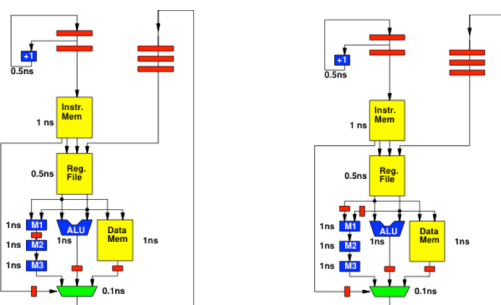 +1
0.5ns
Instr.
Mem
1 ns
Reg.
File
0.5ns
1ns M1
1ns M2
1ns M3
ALU
1ns
Data
Mem
1ns
0.1ns
+1
0.5ns
Instr.
Mem
1 ns
Reg.
File
0.5ns
1ns M1
1ns M2
1ns M3
ALU
1ns
Data
Mem
1ns
0.1ns